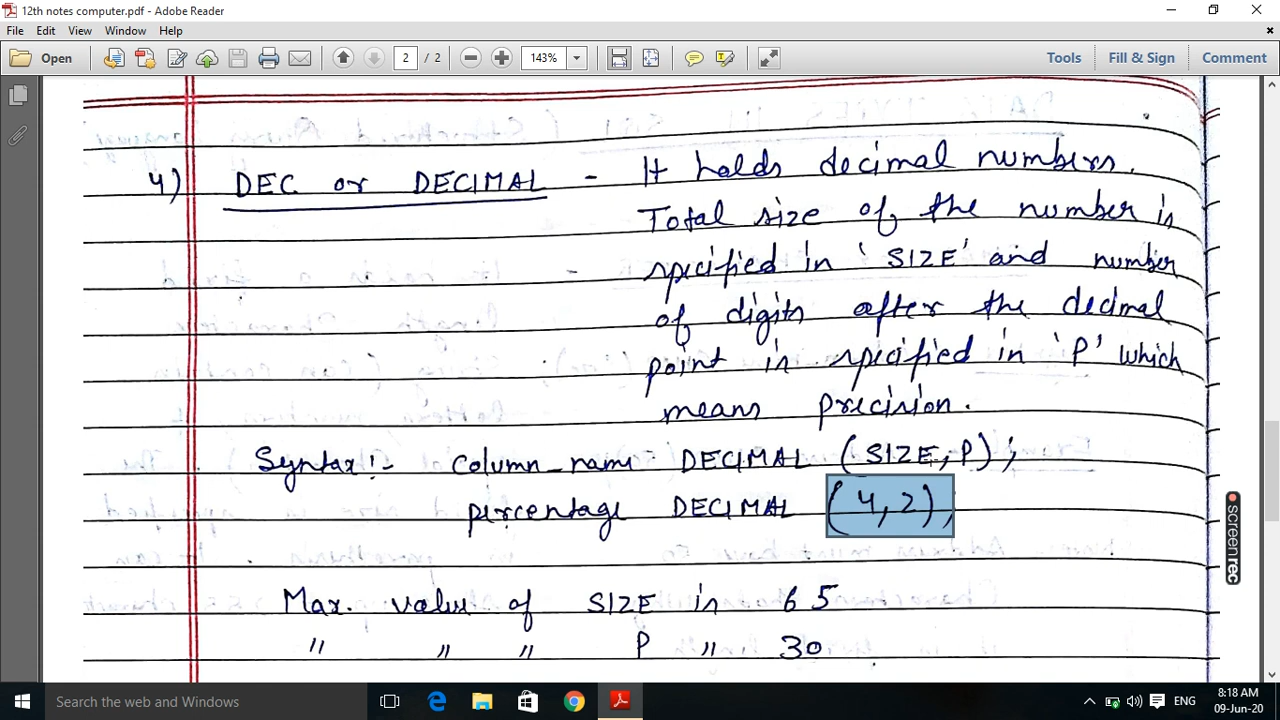 12th notes computer.pdf - Adobe Reader
File Edit View Window Help
Open 2 / 2 143% Tools Fill & Sign Comment
4) DEC or DECIMAL - It holds decimal numbers.
Total size of the number is
specified in 'SIZE' and number
of digits after the decimal
point is specified in 'P' which
means precision.
Syntax :- Column_name DECIMAL (SIZE, P);
percentage DECIMAL (4,2);
Max. value of SIZE is 65
" " " P " 30
screenrec
Search the web and Windows
ENG 8:18 AM
09-Jun-20